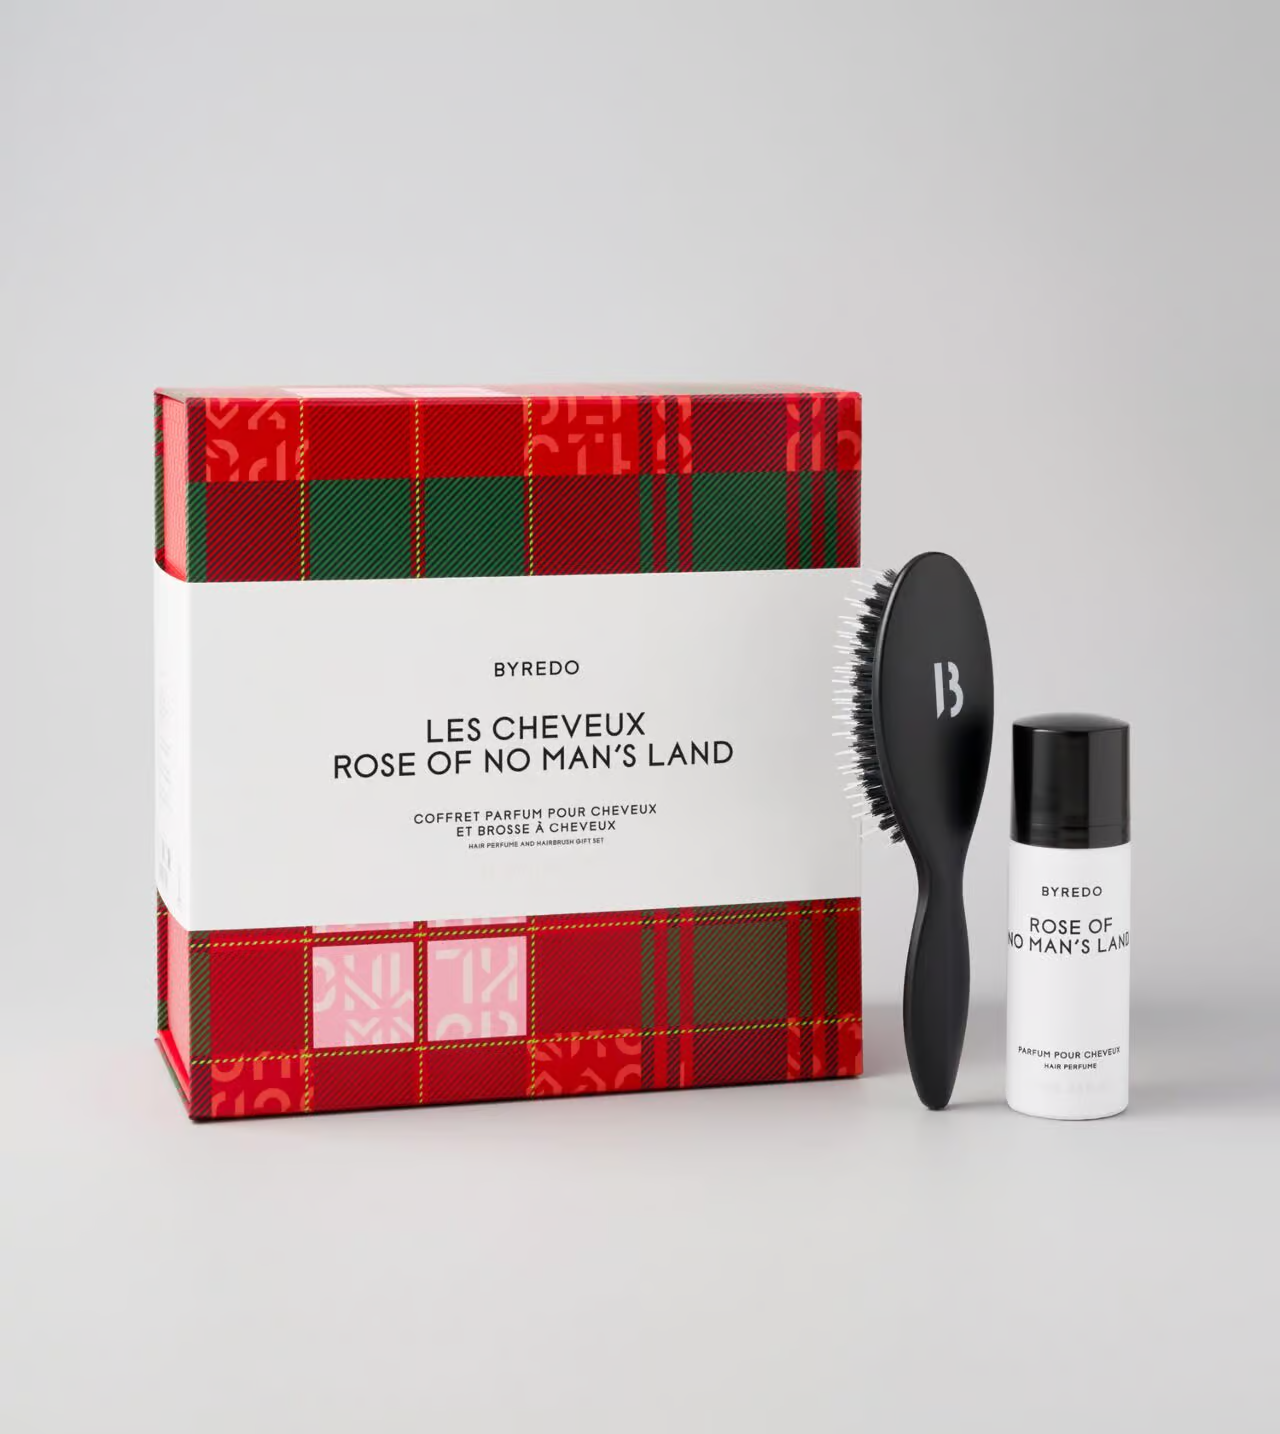 BYREDO
LES CHEVEUX
ROSE OF NO MAN'S LAND
COFFRET PARFUM POUR CHEVEUX
ET BROSSE À CHEVEUX
HAIR PERFUME AND HAIRBRUSH GIFT SET
B
BYREDO
ROSE OF
NO MAN'S LAND
PARFUM POUR CHEVEUX
HAIR PERFUME